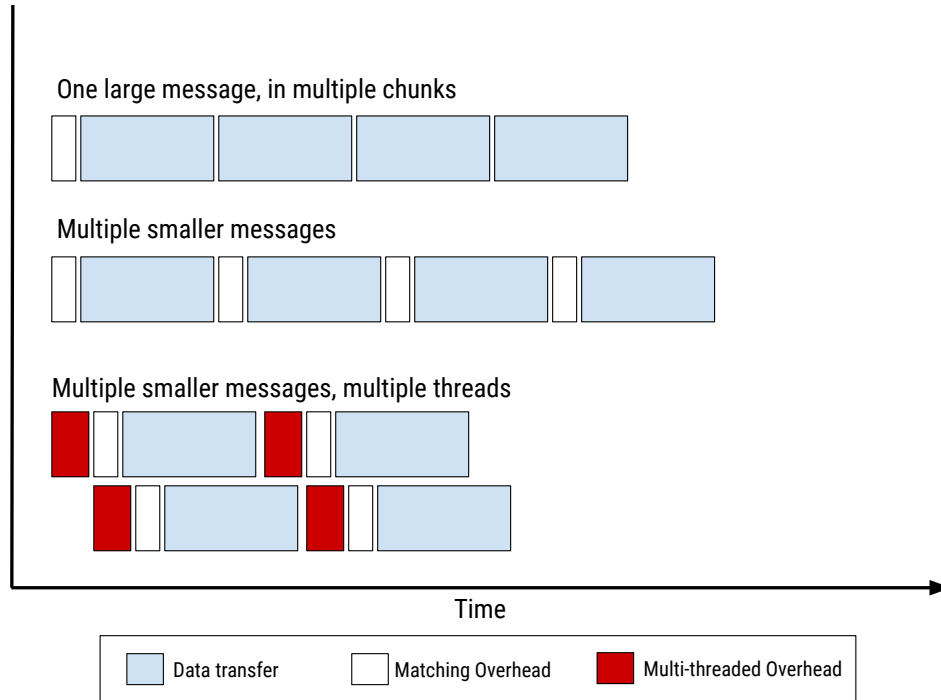 One large message, in multiple chunks
Multiple smaller messages
Multiple smaller messages, multiple threads
Time
Data transfer
Matching Overhead
Multi-threaded Overhead